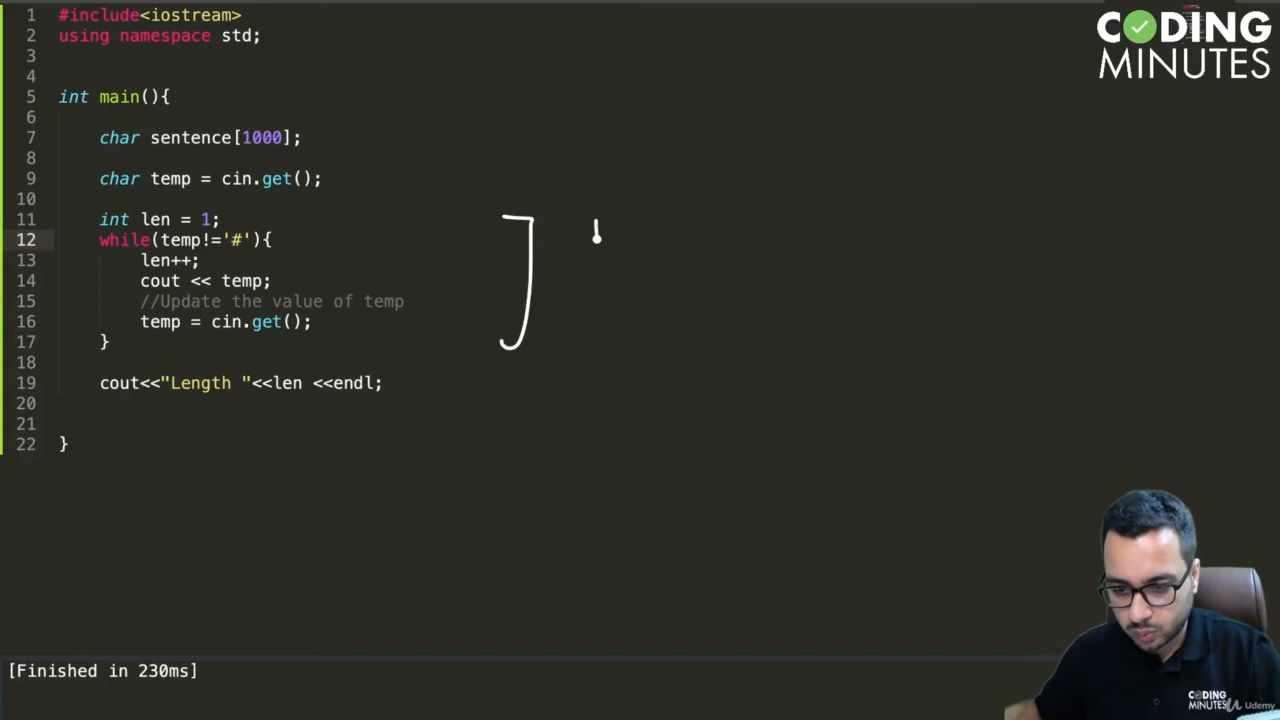 CODING
MINUTES
1 #include<iostream>
2 using namespace std;
3
4
5 int main(){
6
7     char sentence[1000];
8
9     char temp = cin.get();
10
11     int len = 1;
12     while(temp!='#'){
13         len++;
14         cout << temp;
15         //Update the value of temp
16         temp = cin.get();
17     }
18
19     cout<<"Length "<<len <<endl;
20
21
22 }
[Finished in 230ms]
CODING
MINUTES
Udemy